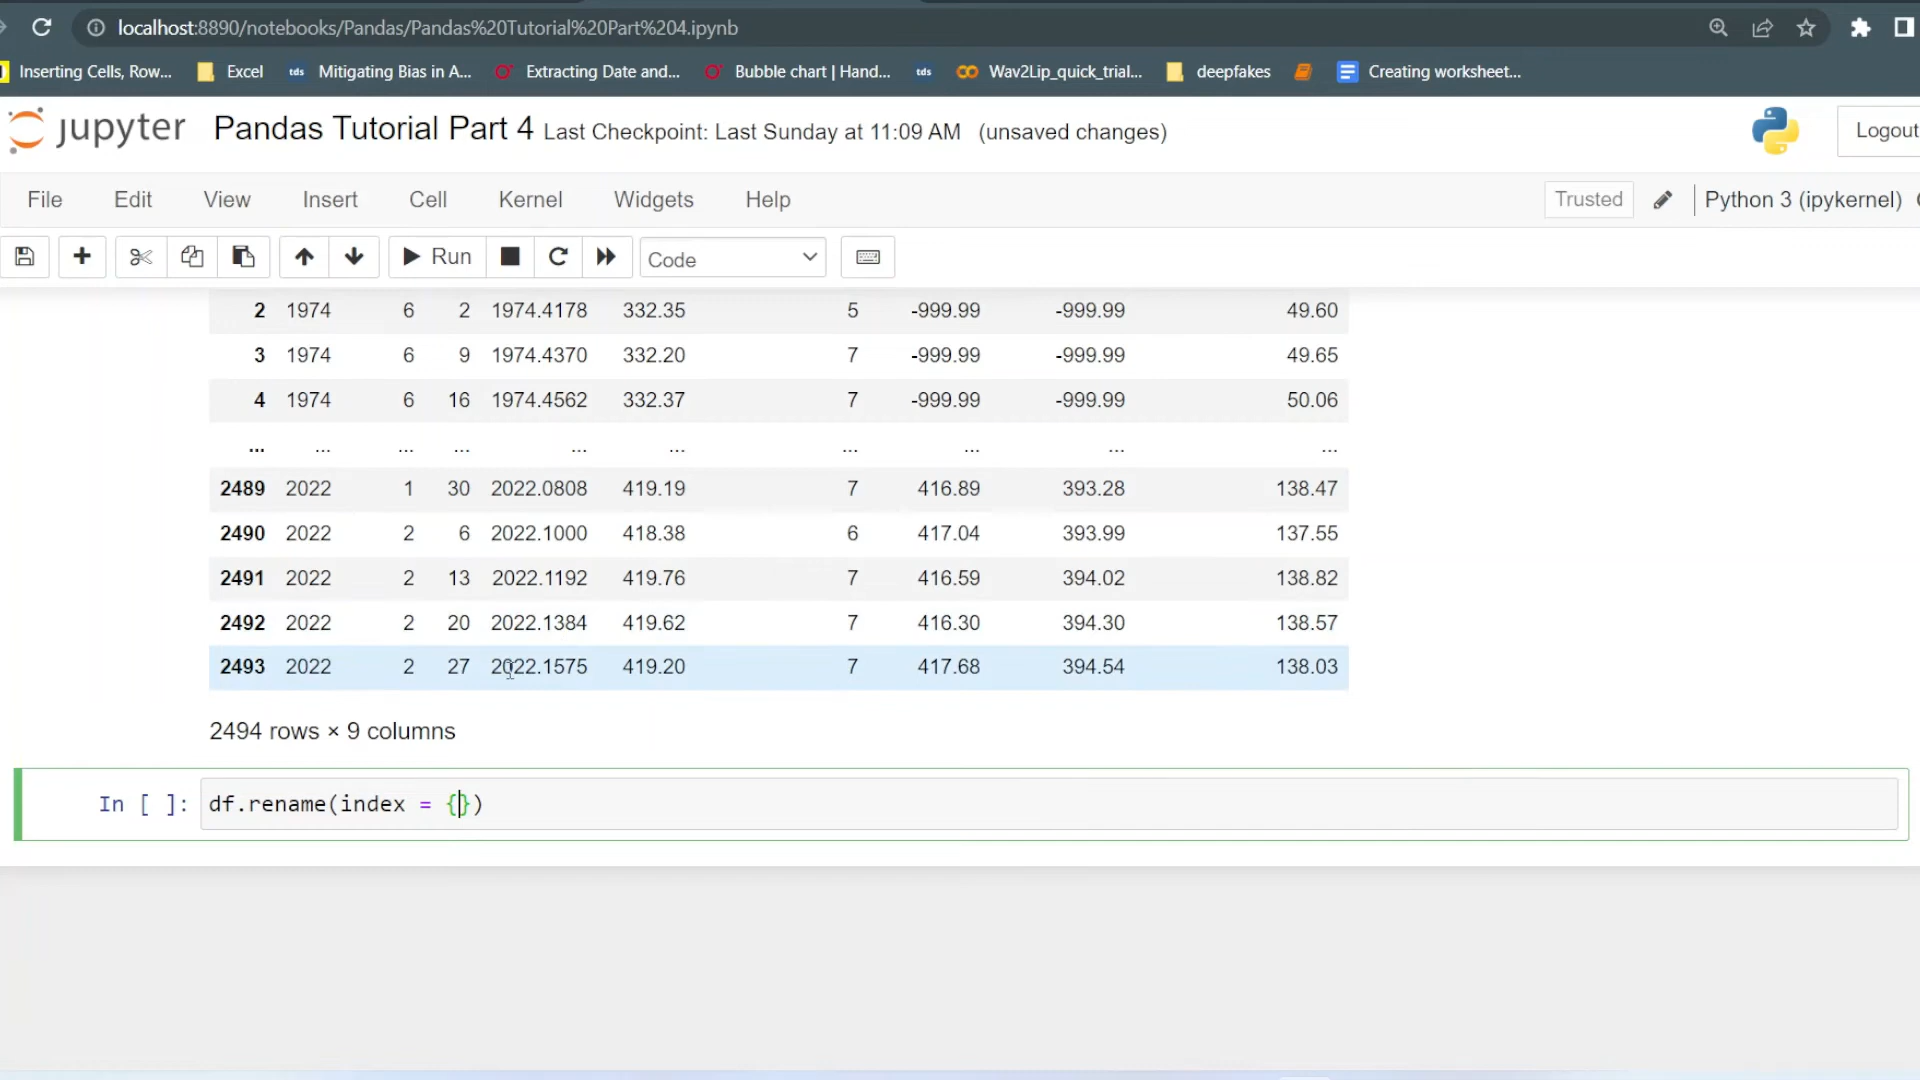 localhost:8890/notebooks/Pandas/Pandas%20Tutorial%20Part%204.ipynb
Inserting Cells, Row... Excel tds Mitigating Bias in A... Extracting Date and... Bubble chart | Hand... tds Wav2Lip_quick_trial... deepfakes Creating worksheet...
jupyter Pandas Tutorial Part 4 Last Checkpoint: Last Sunday at 11:09 AM (unsaved changes) Logout
File Edit View Insert Cell Kernel Widgets Help Trusted Python 3 (ipykernel)
Run Code
2 1974 6 2 1974.4178 332.35 5 -999.99 -999.99 49.60
3 1974 6 9 1974.4370 332.20 7 -999.99 -999.99 49.65
4 1974 6 16 1974.4562 332.37 7 -999.99 -999.99 50.06
... ... ... ... ... ... ... ... ... ...
2489 2022 1 30 2022.0808 419.19 7 416.89 393.28 138.47
2490 2022 2 6 2022.1000 418.38 6 417.04 393.99 137.55
2491 2022 2 13 2022.1192 419.76 7 416.59 394.02 138.82
2492 2022 2 20 2022.1384 419.62 7 416.30 394.30 138.57
2493 2022 2 27 2022.1575 419.20 7 417.68 394.54 138.03
2494 rows × 9 columns
In [ ]: df.rename(index = {})